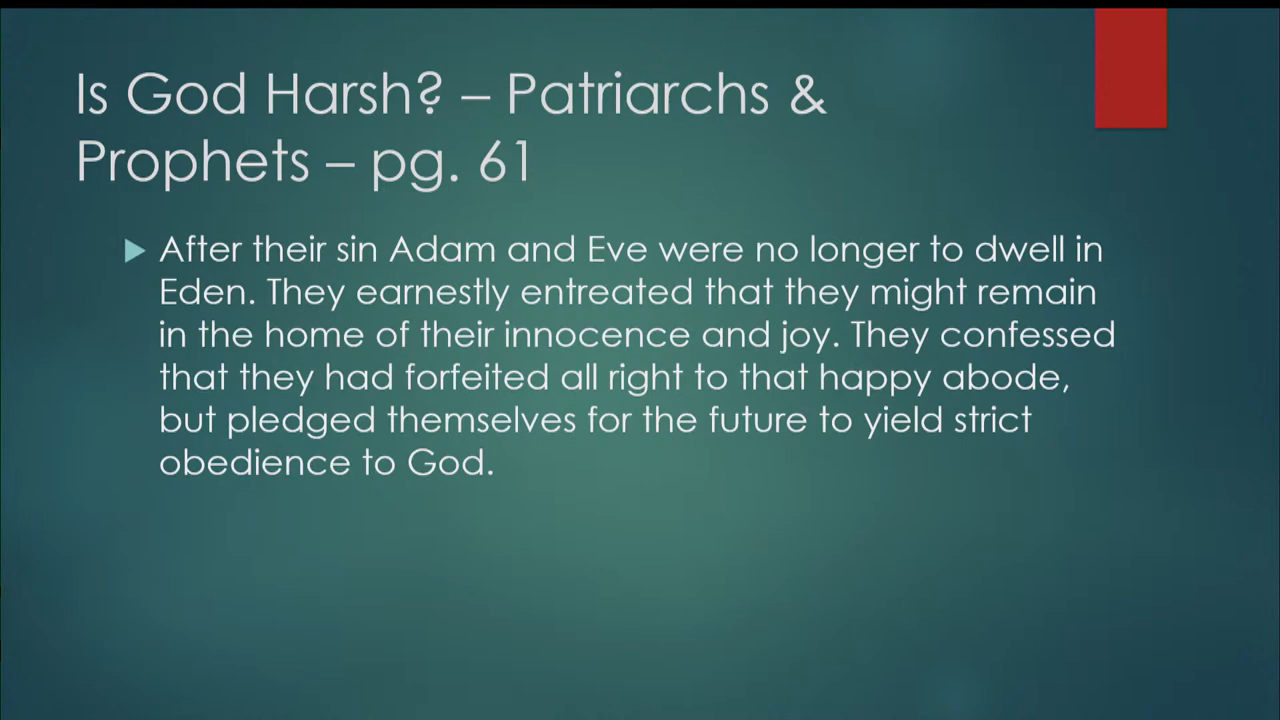 Is God Harsh? – Patriarchs &
Prophets – pg. 61
After their sin Adam and Eve were no longer to dwell in
Eden. They earnestly entreated that they might remain
in the home of their innocence and joy. They confessed
that they had forfeited all right to that happy abode,
but pledged themselves for the future to yield strict
obedience to God.